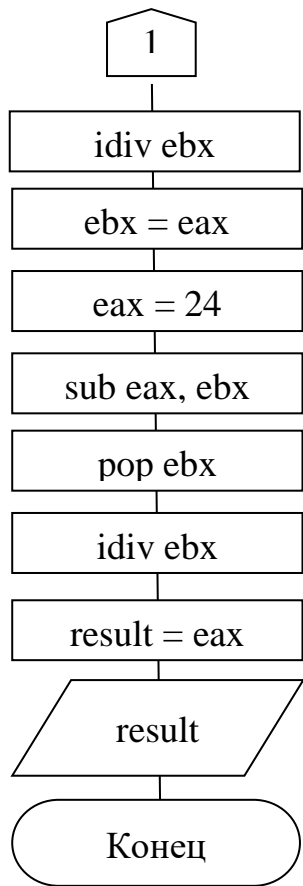 1
idiv ebx
ebx = eax
eax = 24
sub eax, ebx
pop ebx
idiv ebx
result = eax
result
Конец